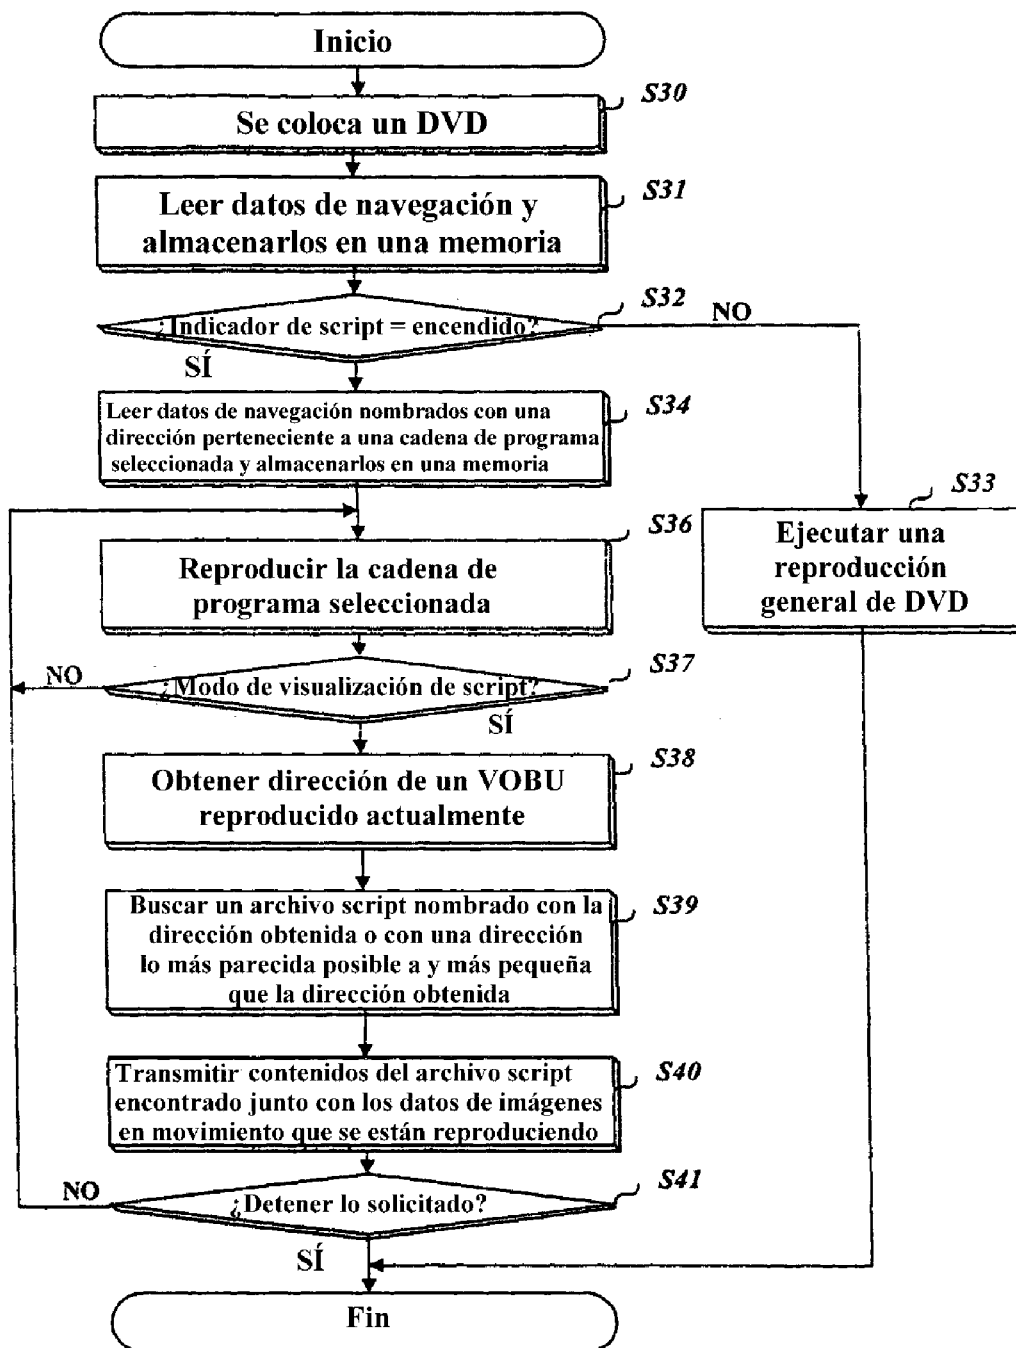 Inicio
S30
Se coloca un DVD
S31
Leer datos de navegación y
almacenarlos en una memoria
S32
¿Indicador de script = encendido?
NO
SÍ
Leer datos de navegación nombrados con una
dirección perteneciente a una cadena de programa
seleccionada y almacenarlos en una memoria
S34
S33
Ejecutar una
reproducción
general de DVD
S36
Reproducir la cadena de
programa seleccionada
S37
NO
¿Modo de visualización de script?
SÍ
S38
Obtener dirección de un VOBU
reproducido actualmente
S39
Buscar un archivo script nombrado con la
dirección obtenida o con una dirección
lo más parecida posible a y más pequeña
que la dirección obtenida
S40
Transmitir contenidos del archivo script
encontrado junto con los datos de imágenes
en movimiento que se están reproduciendo
S41
NO
¿Detener lo solicitado?
SÍ
Fin